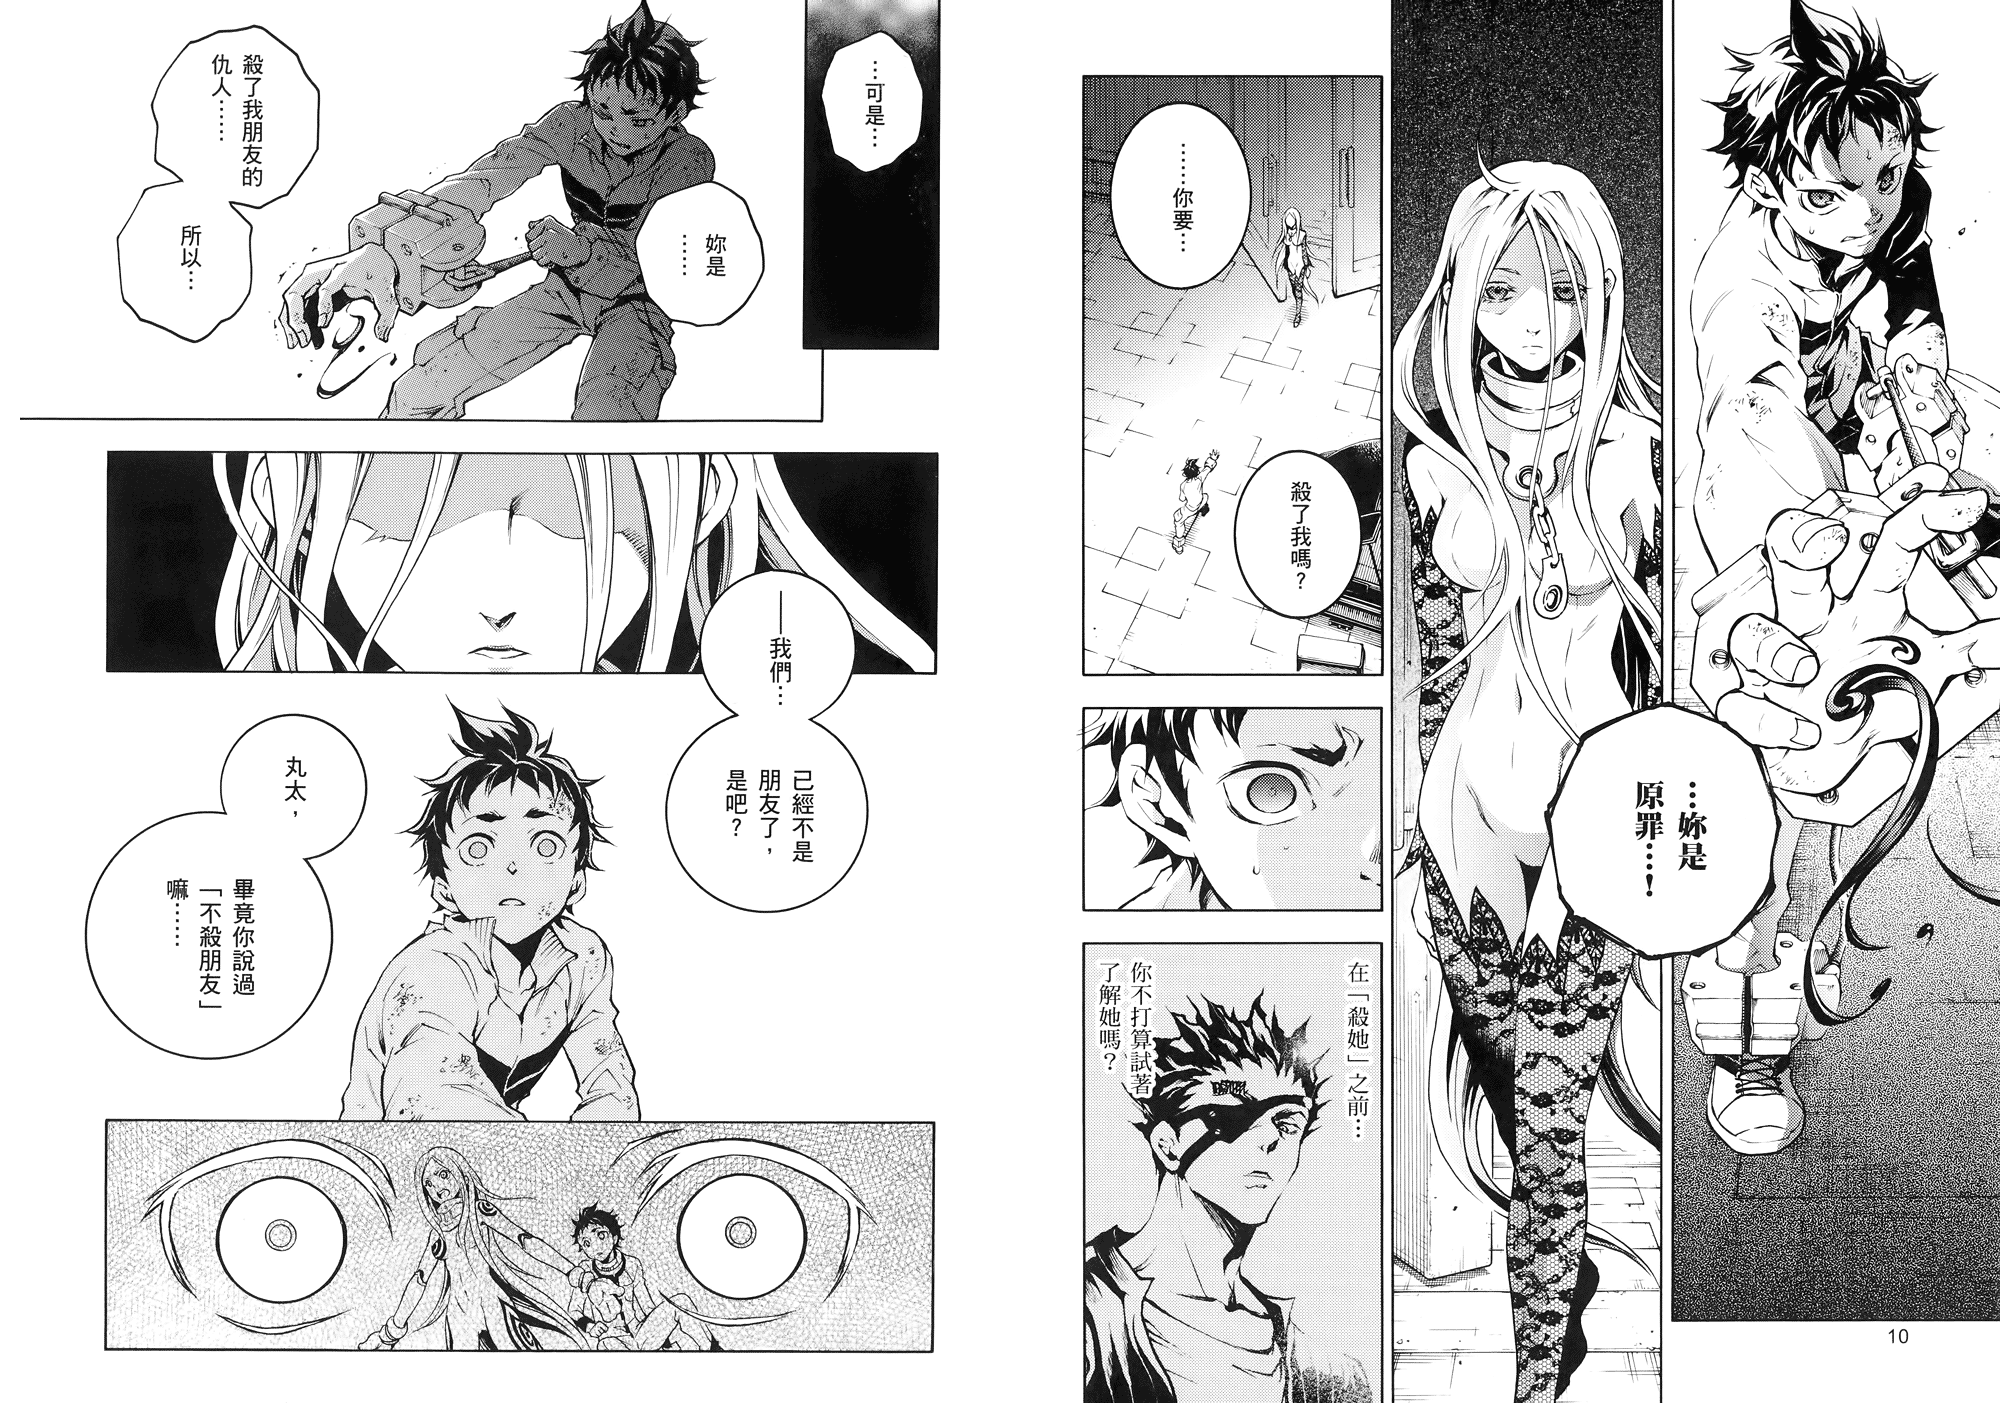 …妳是
原罪…！
……你要…
殺了我嗎？
在「殺她」之前…
你不打算試著
了解她嗎？
10
…可是…
妳是
……
殺了我朋友的
仇人……
所以…
——我們…
已經不是
朋友了，
是吧？
丸太，
畢竟你說過
「不殺朋友」
嘛……